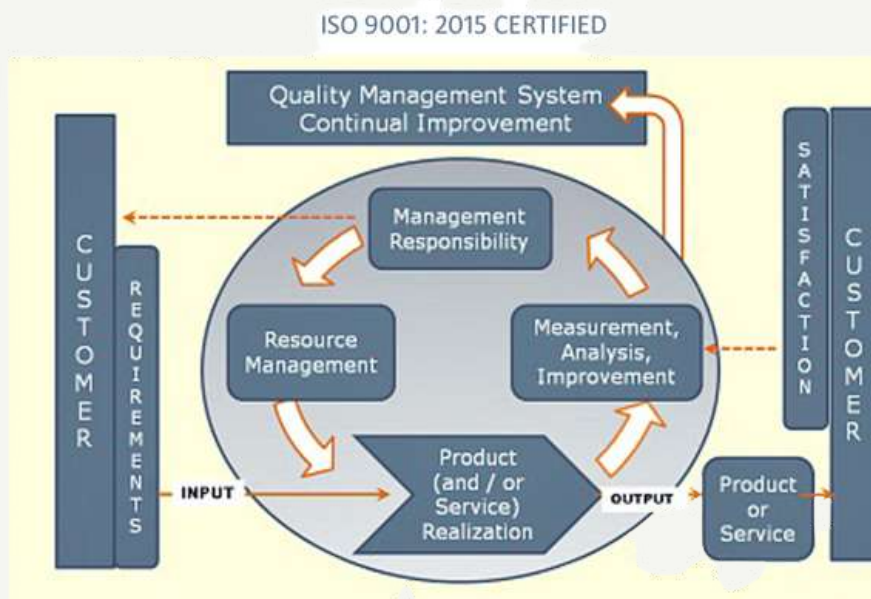 ISO 9001: 2015 CERTIFIED
Quality Management System
Continual Improvement
CUSTOMER
REQUIREMENTS
Management
Responsibility
Resource
Management
Measurement,
Analysis,
Improvement
SATISFACTION
CUSTOMER
INPUT
Product
(and / or
Service)
Realization
OUTPUT
Product
or
Service